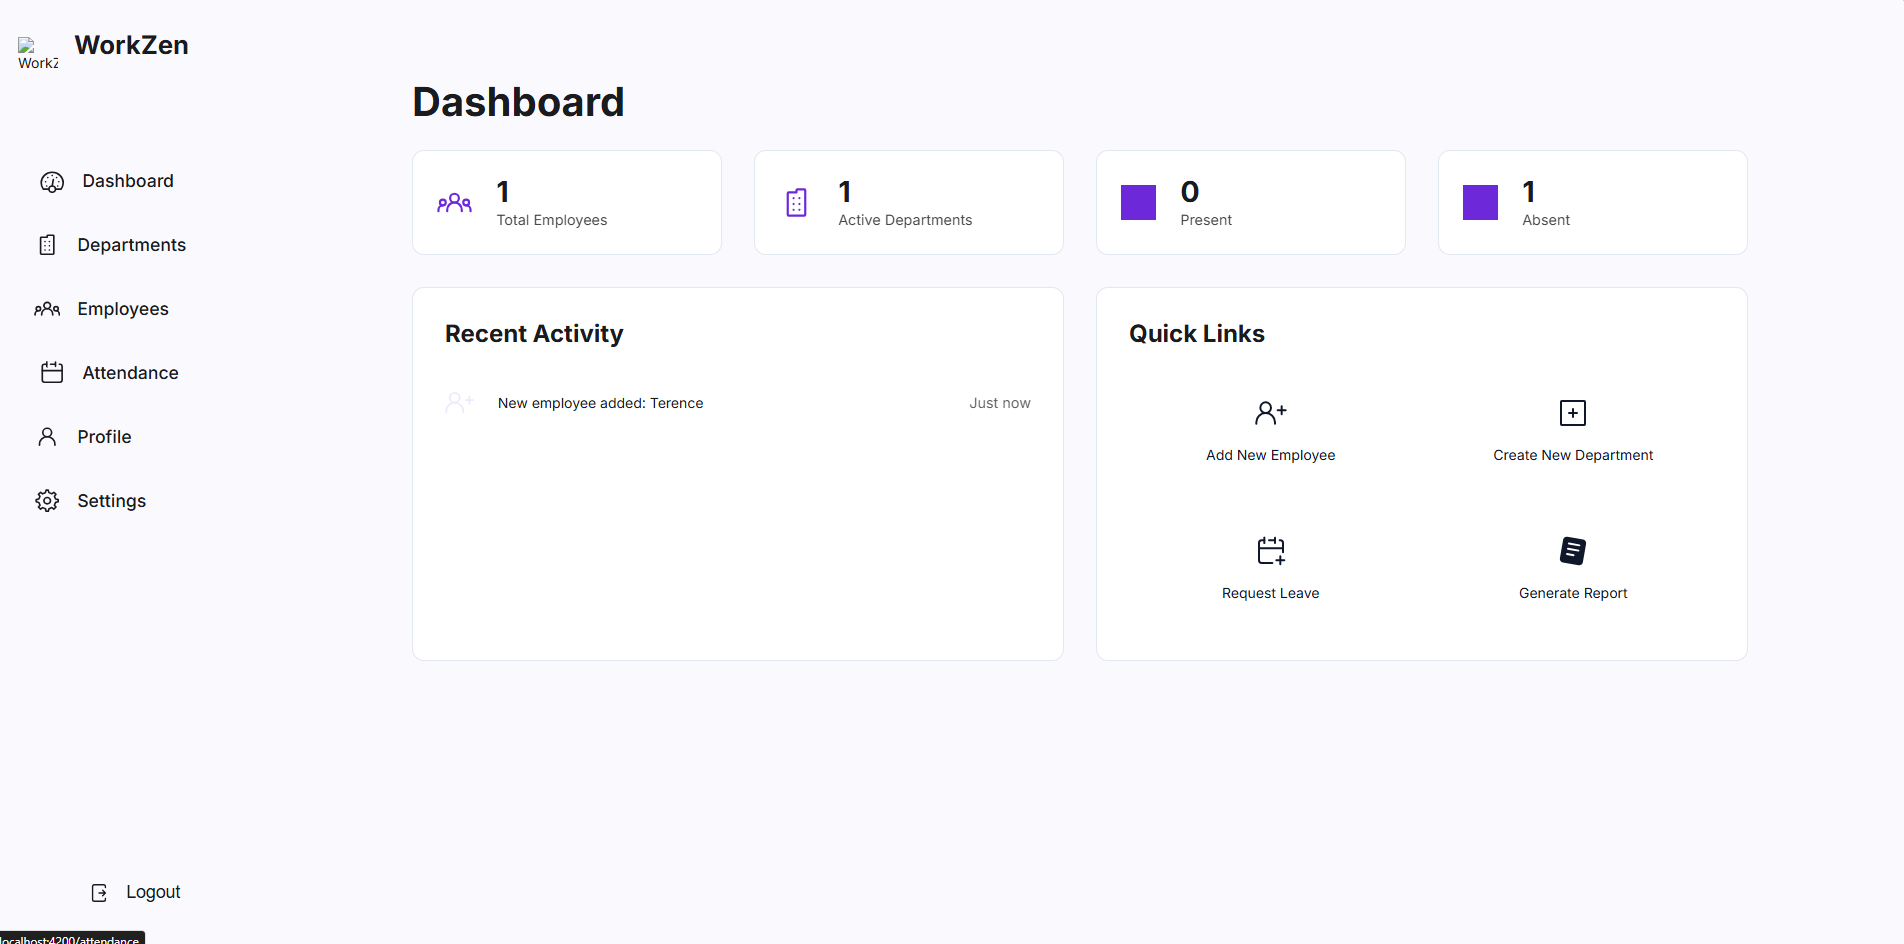 WorkZen
WorkZ
Dashboard
Dashboard
Departments
Employees
Attendance
Profile
Settings
Logout
1
Total Employees
1
Active Departments
0
Present
1
Absent
Recent Activity
New employee added: Terence
Just now
Quick Links
Add New Employee
Create New Department
Request Leave
Generate Report
localhost:4200/attendance